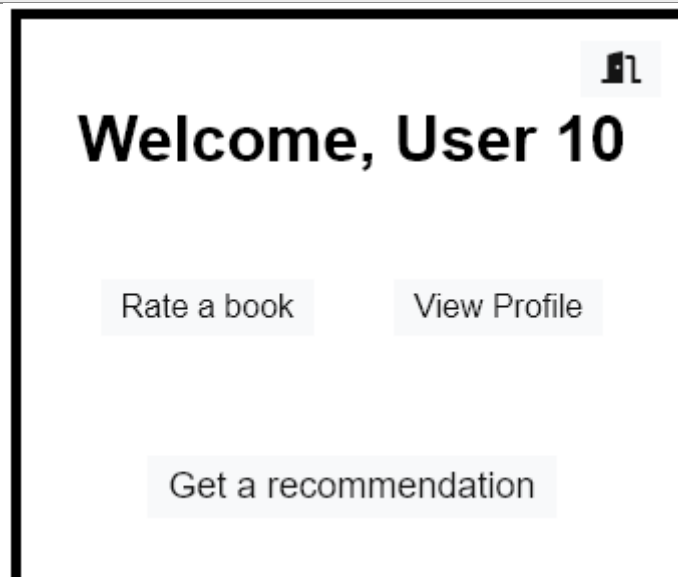 Welcome, User 10
Rate a book
View Profile
Get a recommendation